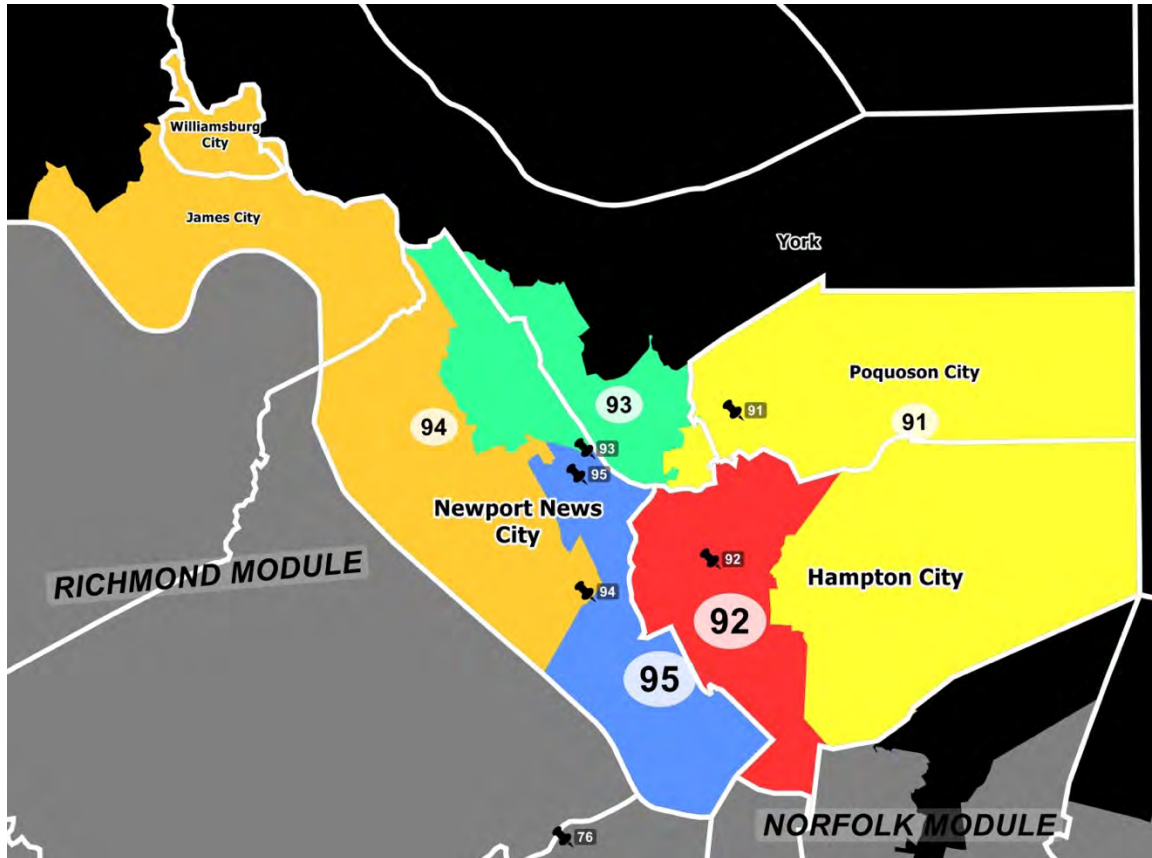 Williamsburg
City
James City
York
Poquoson City
91
93
91
94
93
95
Newport News
City
RICHMOND MODULE
92
Hampton City
94
92
95
NORFOLK MODULE
76